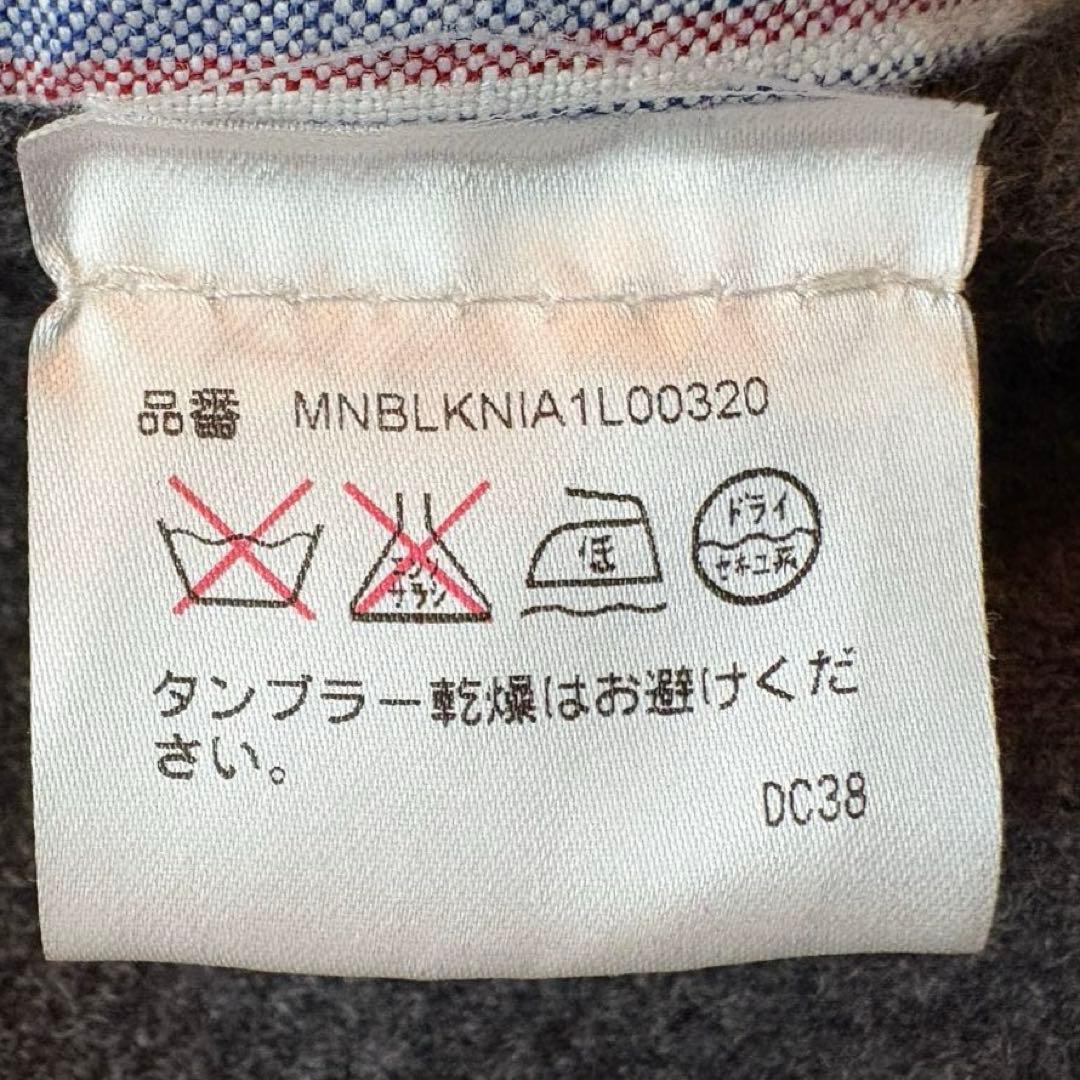 品番 MNBLKNIA1L00320
エンソ
サラシ
低
ドライ
セキユ系
タンブラー乾燥はお避けくだ
さい。
DC38